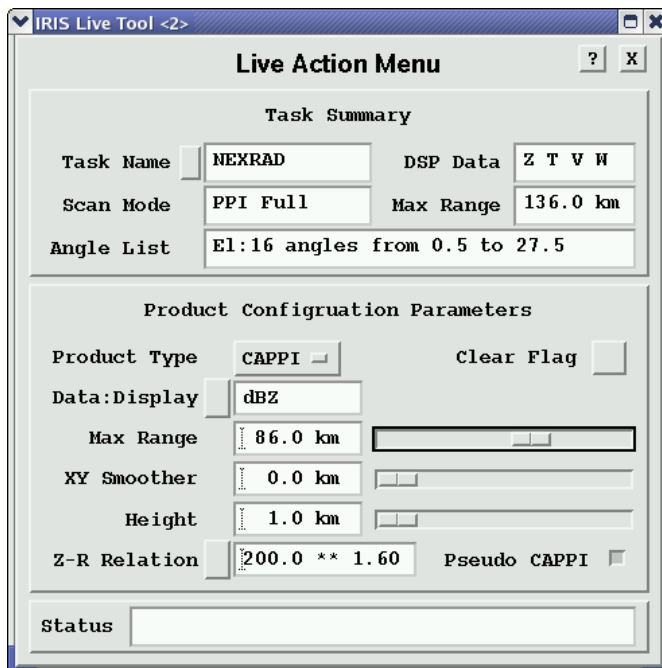 IRIS Live Tool <2>
Live Action Menu ? X
Task Summary
Task Name NEXRAD DSP Data Z T V W
Scan Mode PPI Full Max Range 136.0 km
Angle List El:16 angles from 0.5 to 27.5
Product Configruation Parameters
Product Type CAPPI Clear Flag
Data:Display dBZ
Max Range 86.0 km
XY Smoother 0.0 km
Height 1.0 km
Z-R Relation 200.0 ** 1.60 Pseudo CAPPI
Status